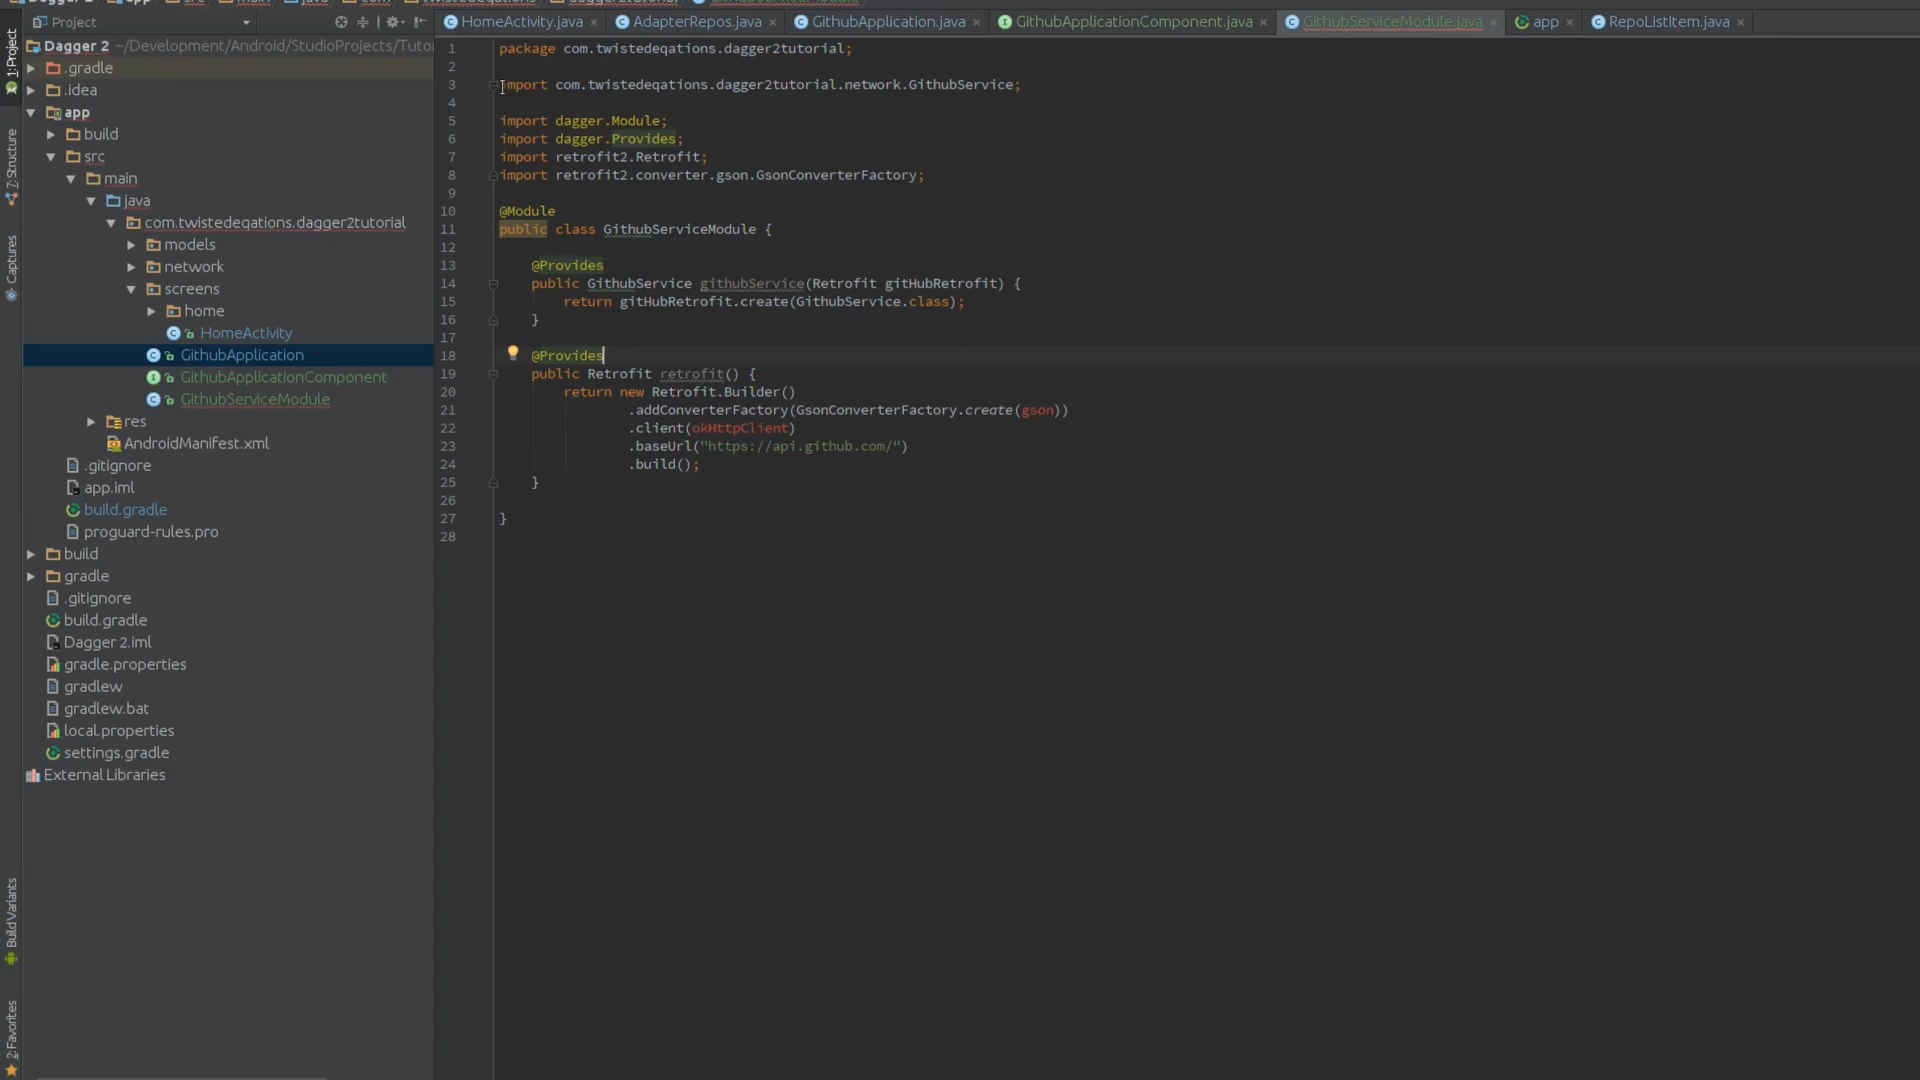 Project
HomeActivity.java
AdapterRepos.java
GithubApplication.java
GithubApplicationComponent.java
GithubServiceModule.java
app
RepoListItem.java
1: Project
Z: Structure
Captures
Build Variants
2: Favorites
Dagger 2 ~/Development/Android/StudioProjects/Tuto
.gradle
.idea
app
build
src
main
java
com.twistedeqations.dagger2tutorial
models
network
screens
home
HomeActivity
GithubApplication
GithubApplicationComponent
GithubServiceModule
res
AndroidManifest.xml
.gitignore
app.iml
build.gradle
proguard-rules.pro
build
gradle
.gitignore
build.gradle
Dagger 2.iml
gradle.properties
gradlew
gradlew.bat
local.properties
settings.gradle
External Libraries
1 package com.twistedeqations.dagger2tutorial;
2
3 import com.twistedeqations.dagger2tutorial.network.GithubService;
4
5 import dagger.Module;
6 import dagger.Provides;
7 import retrofit2.Retrofit;
8 import retrofit2.converter.gson.GsonConverterFactory;
9
10 @Module
11 public class GithubServiceModule {
12
13 @Provides
14 public GithubService githubService(Retrofit gitHubRetrofit) {
15 return gitHubRetrofit.create(GithubService.class);
16 }
17
18 @Provides
19 public Retrofit retrofit() {
20 return new Retrofit.Builder()
21 .addConverterFactory(GsonConverterFactory.create(gson))
22 .client(okHttpClient)
23 .baseUrl("https://api.github.com/")
24 .build();
25 }
26
27 }
28